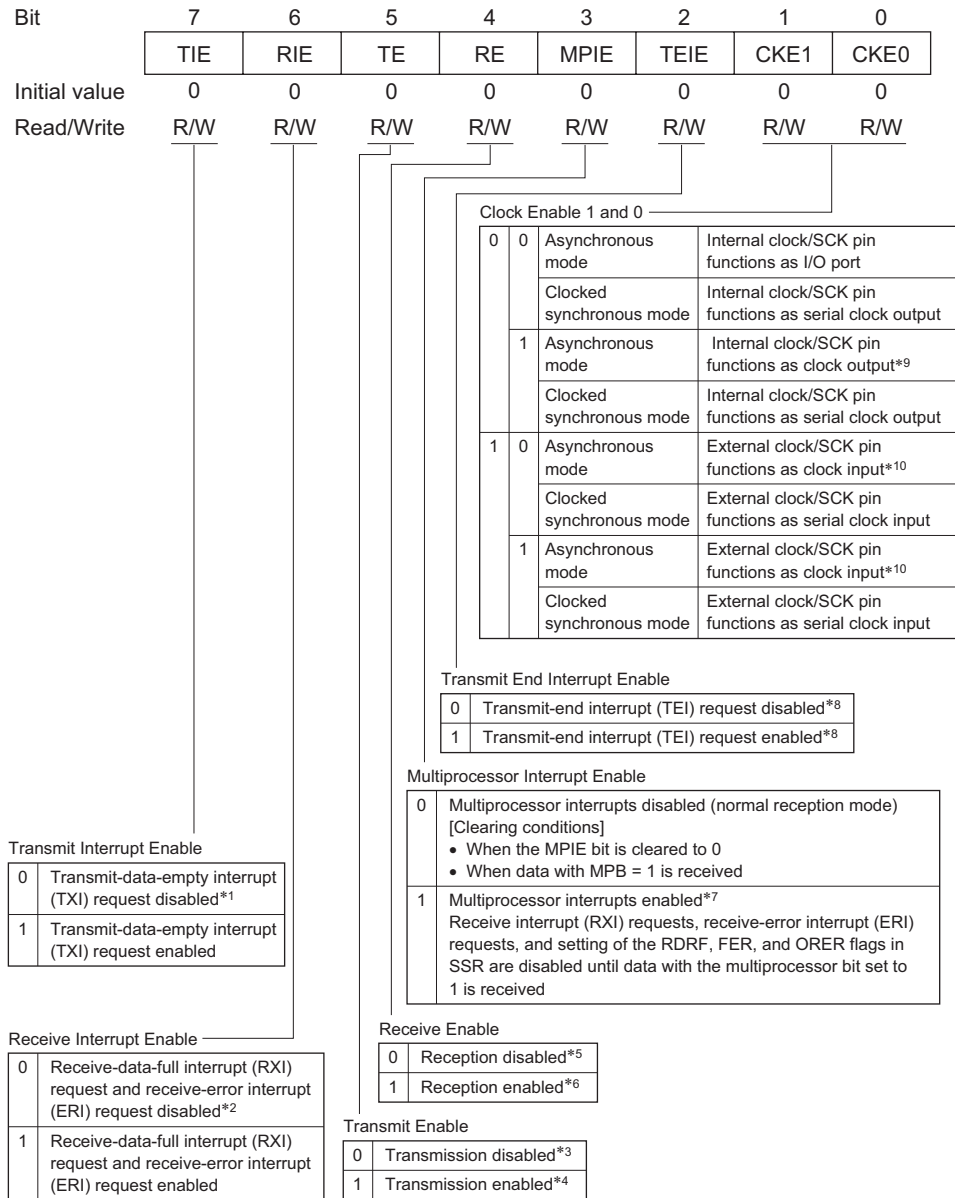 Bit 7 6 5 4 3 2 1 0
TIE RIE TE RE MPIE TEIE CKE1 CKE0
Initial value 0 0 0 0 0 0 0 0
Read/Write R/W R/W R/W R/W R/W R/W R/W R/W
Clock Enable 1 and 0
0 0 Asynchronous mode Internal clock/SCK pin functions as I/O port
Clocked synchronous mode Internal clock/SCK pin functions as serial clock output
1 Asynchronous mode Internal clock/SCK pin functions as clock output*9
Clocked synchronous mode Internal clock/SCK pin functions as serial clock output
1 0 Asynchronous mode External clock/SCK pin functions as clock input*10
Clocked synchronous mode External clock/SCK pin functions as serial clock input
1 Asynchronous mode External clock/SCK pin functions as clock input*10
Clocked synchronous mode External clock/SCK pin functions as serial clock input
Transmit End Interrupt Enable
0 Transmit-end interrupt (TEI) request disabled*8
1 Transmit-end interrupt (TEI) request enabled*8
Multiprocessor Interrupt Enable
0 Multiprocessor interrupts disabled (normal reception mode)
[Clearing conditions]
• When the MPIE bit is cleared to 0
• When data with MPB = 1 is received
1 Multiprocessor interrupts enabled*7
Receive interrupt (RXI) requests, receive-error interrupt (ERI)
requests, and setting of the RDRF, FER, and ORER flags in
SSR are disabled until data with the multiprocessor bit set to
1 is received
Transmit Interrupt Enable
0 Transmit-data-empty interrupt
(TXI) request disabled*1
1 Transmit-data-empty interrupt
(TXI) request enabled
Receive Enable
0 Reception disabled*5
1 Reception enabled*6
Receive Interrupt Enable
0 Receive-data-full interrupt (RXI)
request and receive-error interrupt
(ERI) request disabled*2
1 Receive-data-full interrupt (RXI)
request and receive-error interrupt
(ERI) request enabled
Transmit Enable
0 Transmission disabled*3
1 Transmission enabled*4